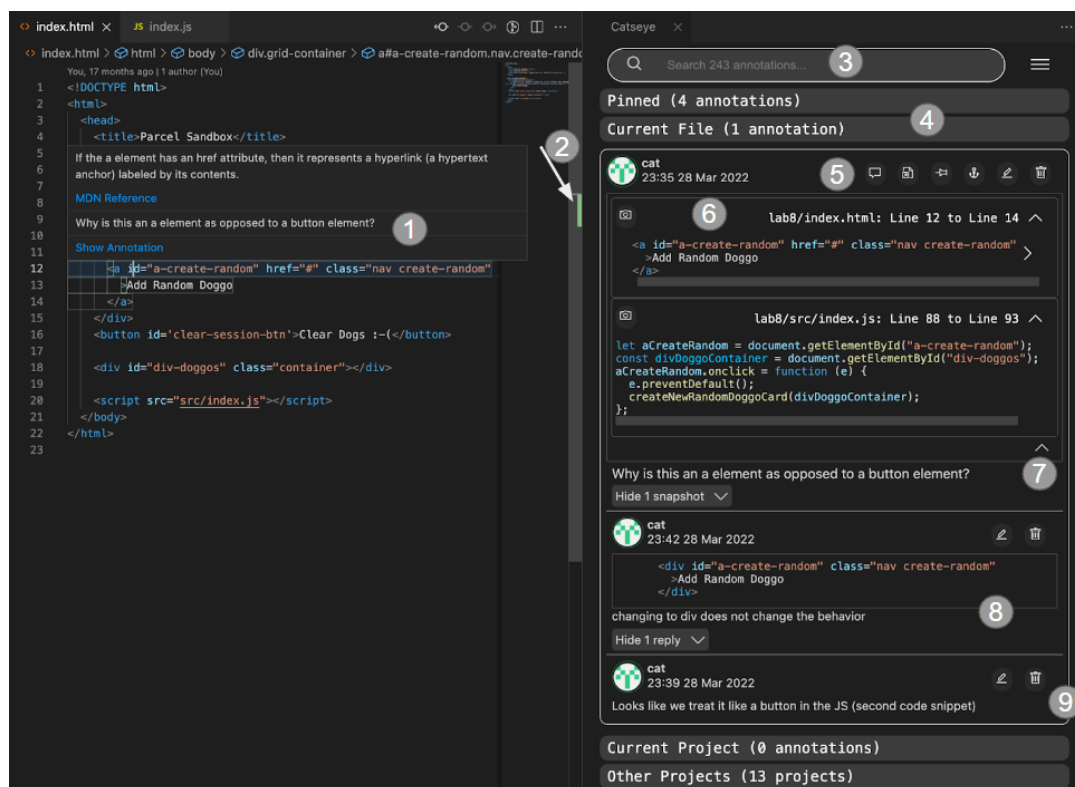 index.html
JS index.js
index.html > html > body > div.grid-container > a#a-create-random.nav.create-rando
You, 17 months ago | 1 author (You)
1 <!DOCTYPE html>
2 <html>
3 <head>
4 <title>Parcel Sandbox</title>
5
6
7
8
9
10
11
If the a element has an href attribute, then it represents a hyperlink (a hypertext
anchor) labeled by its contents.
MDN Reference
Why is this an a element as opposed to a button element?
1
Show Annotation
12 <a id="a-create-random" href="#" class="nav create-random"
13 >Add Random Doggo
14 </a>
15 </div>
16 <button id='clear-session-btn'>Clear Dogs :-(</button>
17
18 <div id="div-doggos" class="container"></div>
19
20 <script src="src/index.js"></script>
21 </body>
22 </html>
23
2
Catseye
Search 243 annotations...
3
Pinned (4 annotations)
4
Current File (1 annotation)
cat
23:35 28 Mar 2022
5
6
lab8/index.html: Line 12 to Line 14
<a id="a-create-random" href="#" class="nav create-random"
>Add Random Doggo
</a>
lab8/src/index.js: Line 88 to Line 93
let aCreateRandom = document.getElementById("a-create-random");
const divDoggoContainer = document.getElementById("div-doggos");
aCreateRandom.onclick = function (e) {
e.preventDefault();
createNewRandomDoggoCard(divDoggoContainer);
};
7
Why is this an a element as opposed to a button element?
Hide 1 snapshot
cat
23:42 28 Mar 2022
<div id="a-create-random" class="nav create-random"
>Add Random Doggo
</div>
8
changing to div does not change the behavior
Hide 1 reply
cat
23:39 28 Mar 2022
9
Looks like we treat it like a button in the JS (second code snippet)
Current Project (0 annotations)
Other Projects (13 projects)